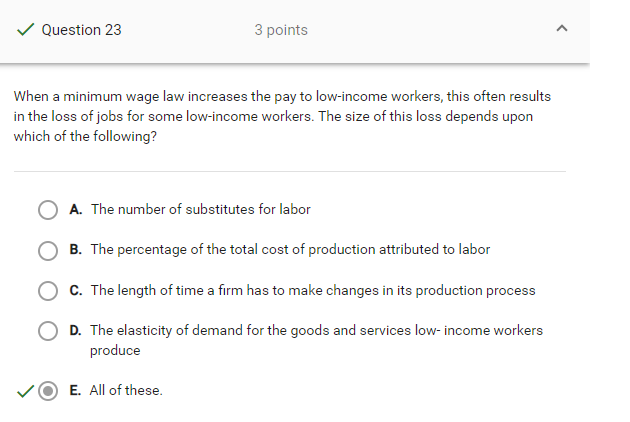 Question 23 3 points
When a minimum wage law increases the pay to low-income workers, this often results
in the loss of jobs for some low-income workers. The size of this loss depends upon
which of the following?
A. The number of substitutes for labor
B. The percentage of the total cost of production attributed to labor
C. The length of time a firm has to make changes in its production process
D. The elasticity of demand for the goods and services low- income workers
produce
E. All of these.